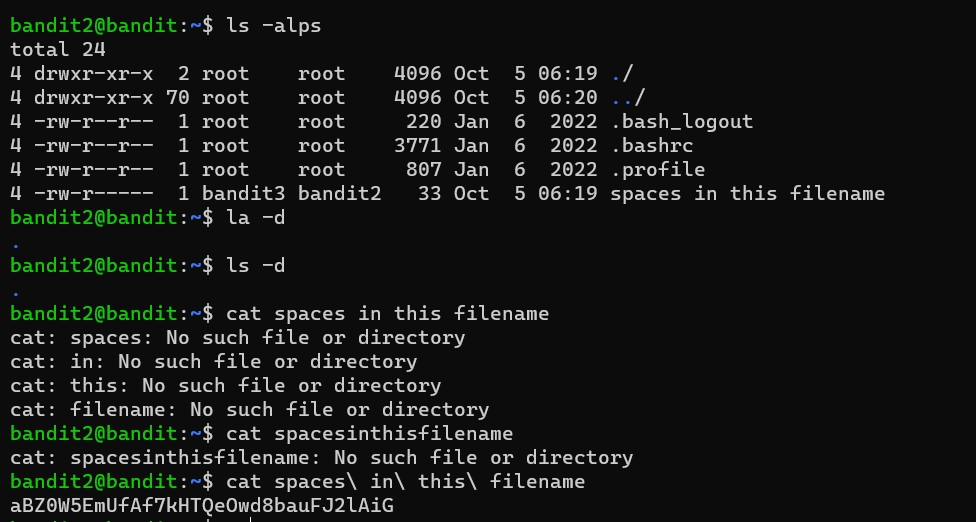 bandit2@bandit:~$ ls -alps
total 24
4 drwxr-xr-x  2 root    root    4096 Oct  5 06:19 ./
4 drwxr-xr-x 70 root    root    4096 Oct  5 06:20 ../
4 -rw-r--r--  1 root    root     220 Jan  6  2022 .bash_logout
4 -rw-r--r--  1 root    root    3771 Jan  6  2022 .bashrc
4 -rw-r--r--  1 root    root     807 Jan  6  2022 .profile
4 -rw-r-----  1 bandit3 bandit2   33 Oct  5 06:19 spaces in this filename
bandit2@bandit:~$ la -d
.
bandit2@bandit:~$ ls -d
.
bandit2@bandit:~$ cat spaces in this filename
cat: spaces: No such file or directory
cat: in: No such file or directory
cat: this: No such file or directory
cat: filename: No such file or directory
bandit2@bandit:~$ cat spacesinthisfilename
cat: spacesinthisfilename: No such file or directory
bandit2@bandit:~$ cat spaces\ in\ this\ filename
aBZ0W5EmUfAf7kHTQeOwd8bauFJ2lAiG